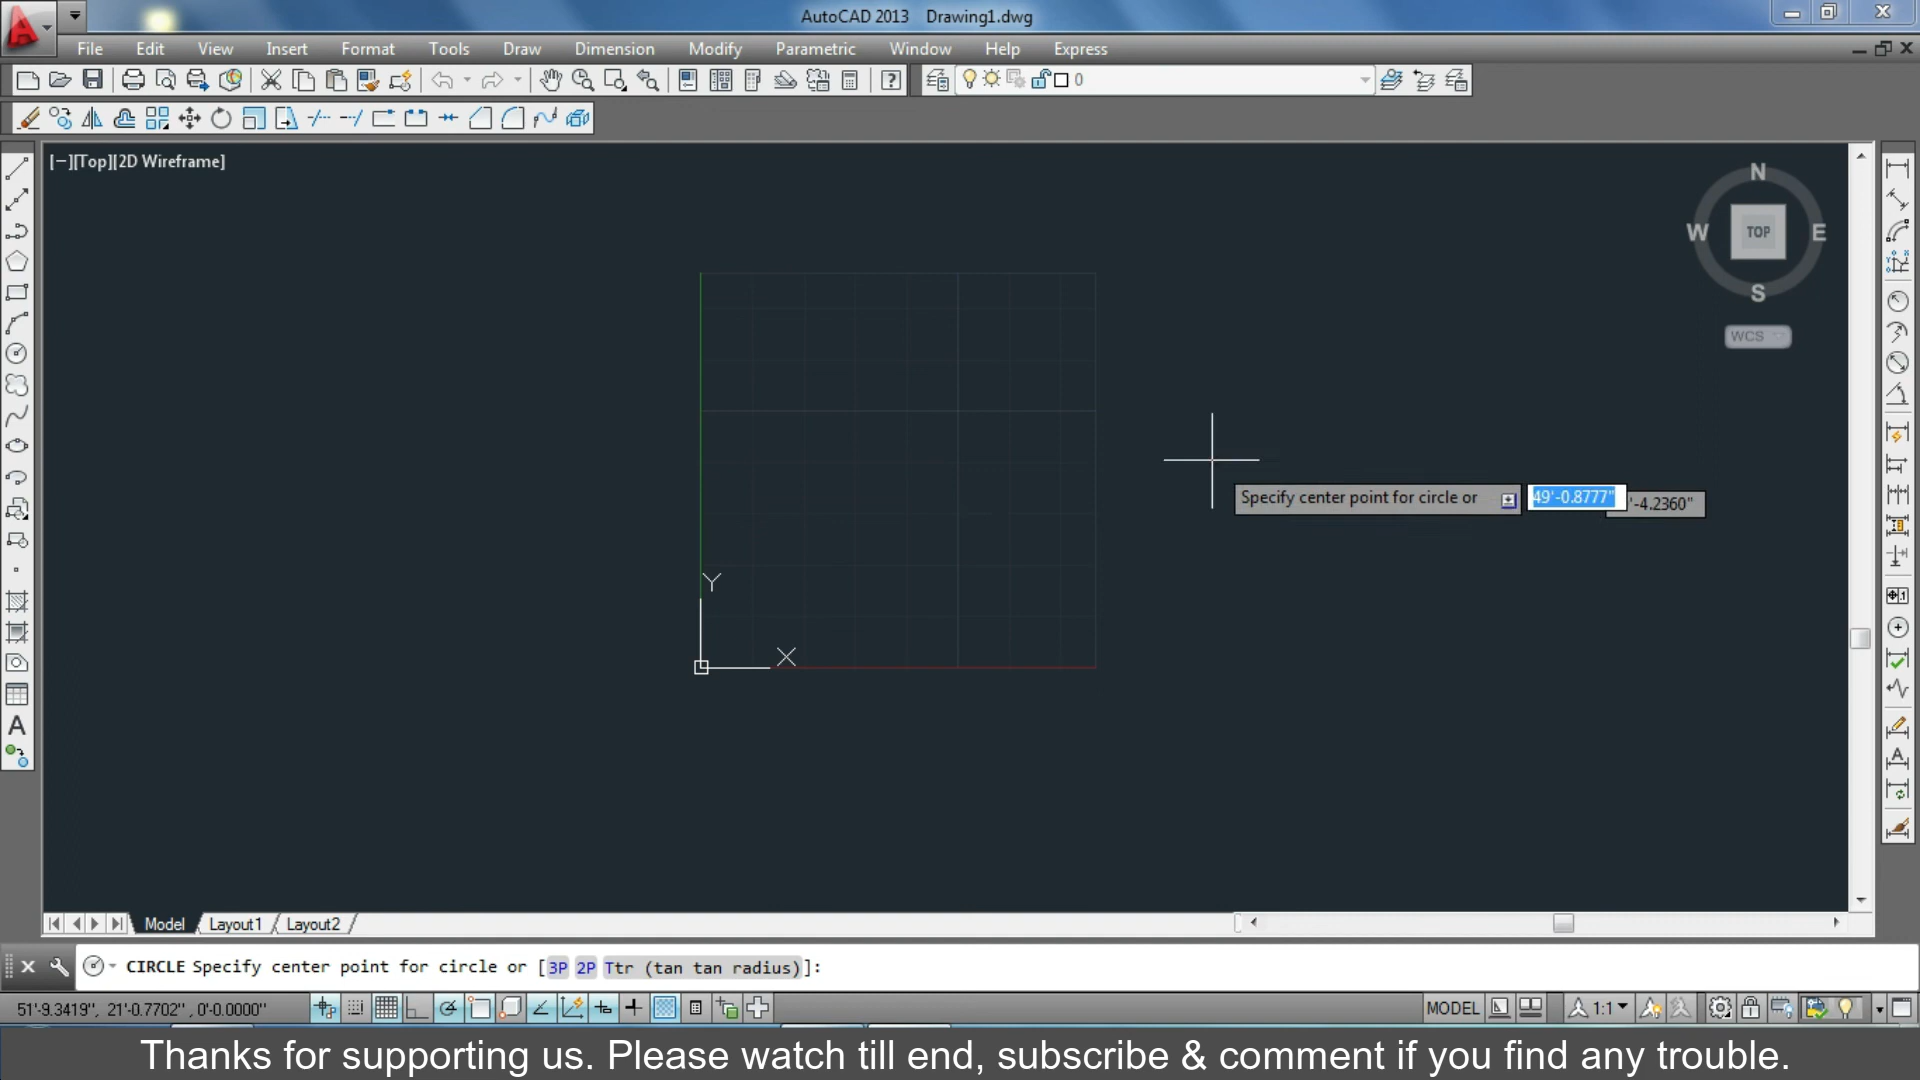 AutoCAD 2013 Drawing1.dwg
File Edit View Insert Format Tools Draw Dimension Modify Parametric Window Help Express
0
[−][Top][2D Wireframe]
N
W TOP E
S
WCS
Specify center point for circle or 49'-0.8777" '-4.2360"
Y
X
Model Layout1 Layout2
CIRCLE Specify center point for circle or [3P 2P Ttr (tan tan radius)]:
51'-9.3419", 21'-0.7702" , 0'-0.0000" MODEL 1:1
Thanks for supporting us. Please watch till end, subscribe & comment if you find any trouble.